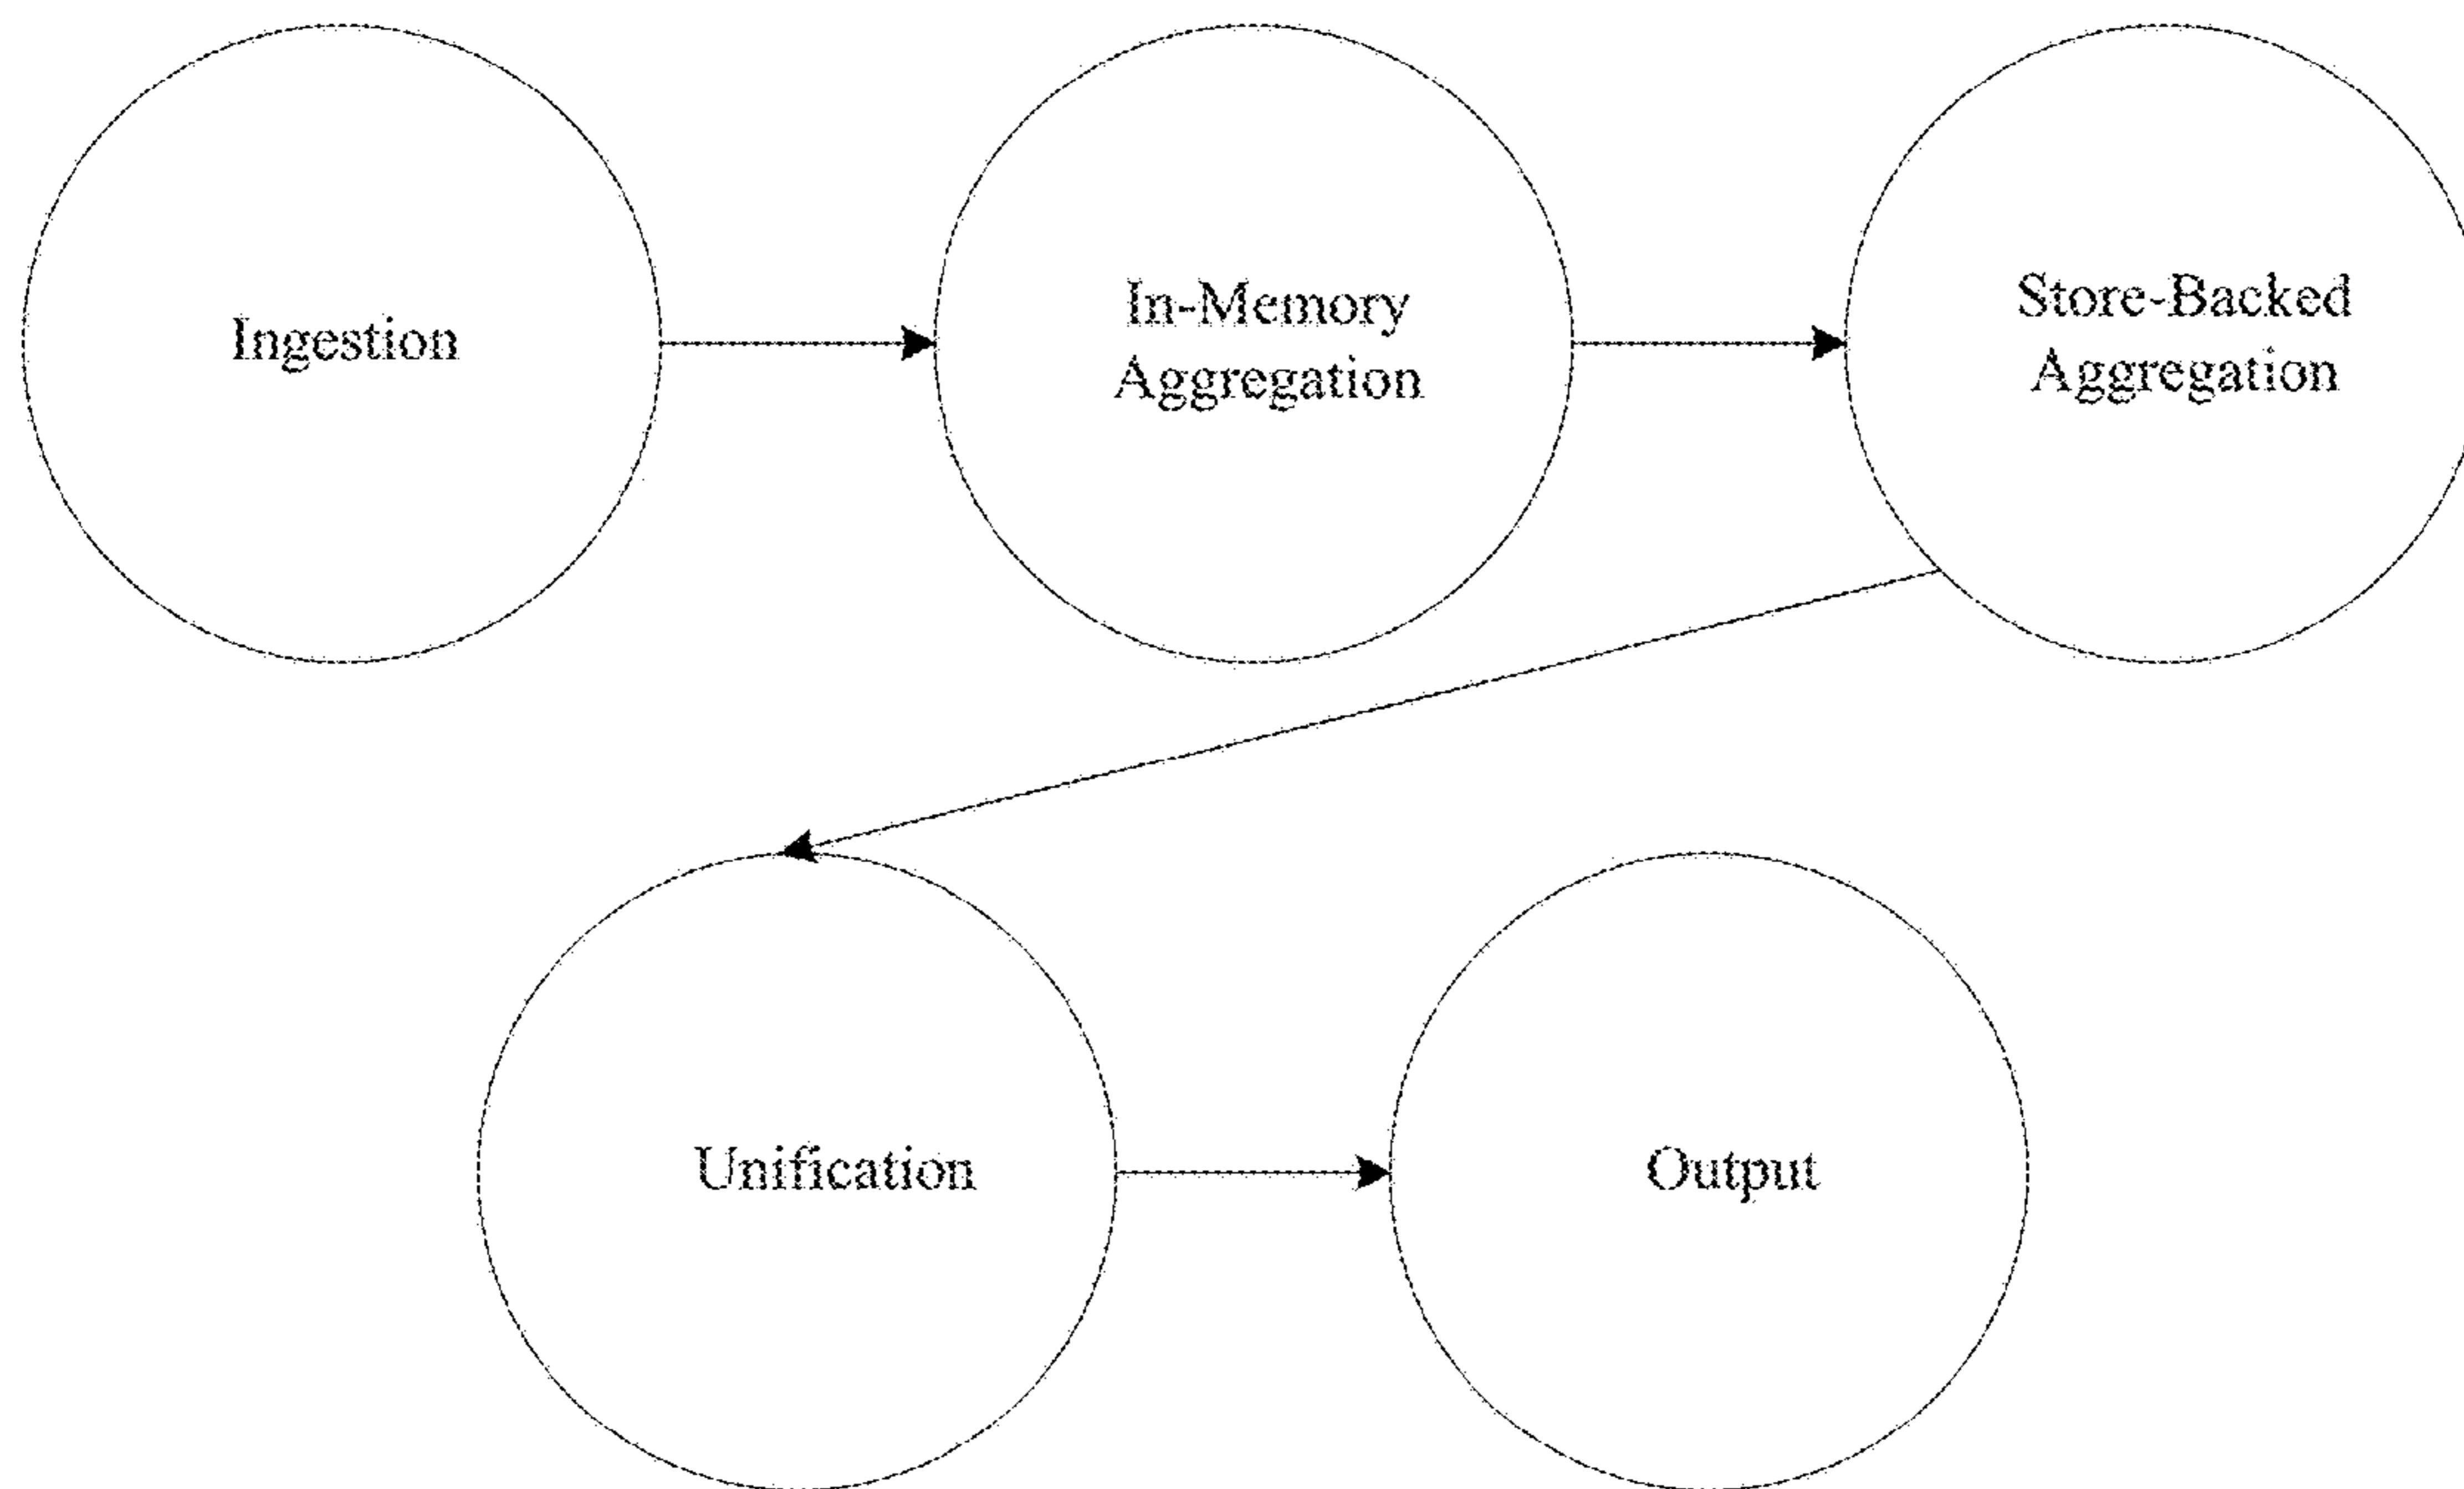 Ingestion
In-Memory
Aggregation
Store-Backed
Aggregation
Unification
Output